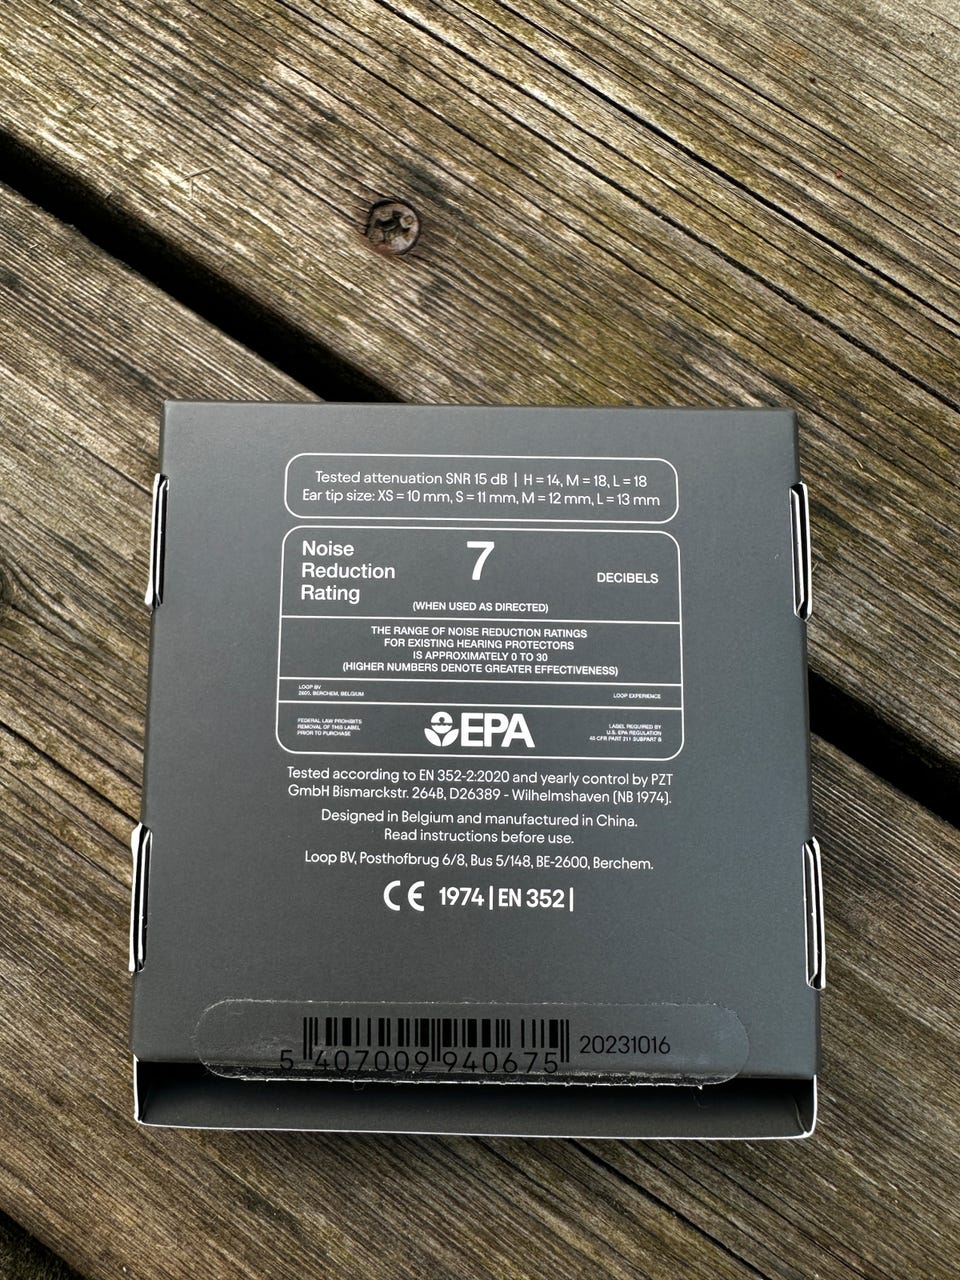 Tested attenuation SNR 15 dB | H = 14, M = 18, L = 18
Ear tip size: XS = 10 mm, S = 11 mm, M = 12 mm, L = 13 mm
Noise
Reduction
Rating
7
DECIBELS
(WHEN USED AS DIRECTED)
THE RANGE OF NOISE REDUCTION RATINGS
FOR EXISTING HEARING PROTECTORS
IS APPROXIMATELY 0 TO 30
(HIGHER NUMBERS DENOTE GREATER EFFECTIVENESS)
LOOP BV
2600, BERCHEM, BELGIUM
LOOP EXPERIENCE
FEDERAL LAW PROHIBITS
REMOVAL OF THIS LABEL
PRIOR TO PURCHASE
EPA
LABEL REQUIRED BY
U.S. EPA REGULATION
40 CFR PART 211 SUBPART B
Tested according to EN 352-2:2020 and yearly control by PZT
GmbH Bismarckstr. 264B, D26389 - Wilhelmshaven (NB 1974).
Designed in Belgium and manufactured in China.
Read instructions before use.
Loop BV, Posthofbrug 6/8, Bus 5/148, BE-2600, Berchem.
CE 1974 | EN 352 |
5 407009 940675 20231016